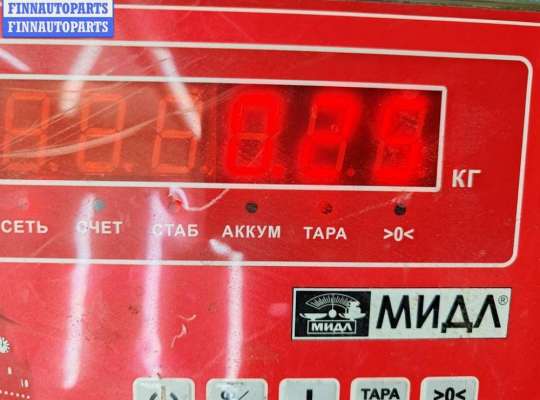 FINNAUTOPARTS
FINNAUTOPARTS
КГ
СЕТЬ СЧЕТ СТАБ АККУМ ТАРА >0<
МИДЛ МИДЛ®
% ТАРА >0<